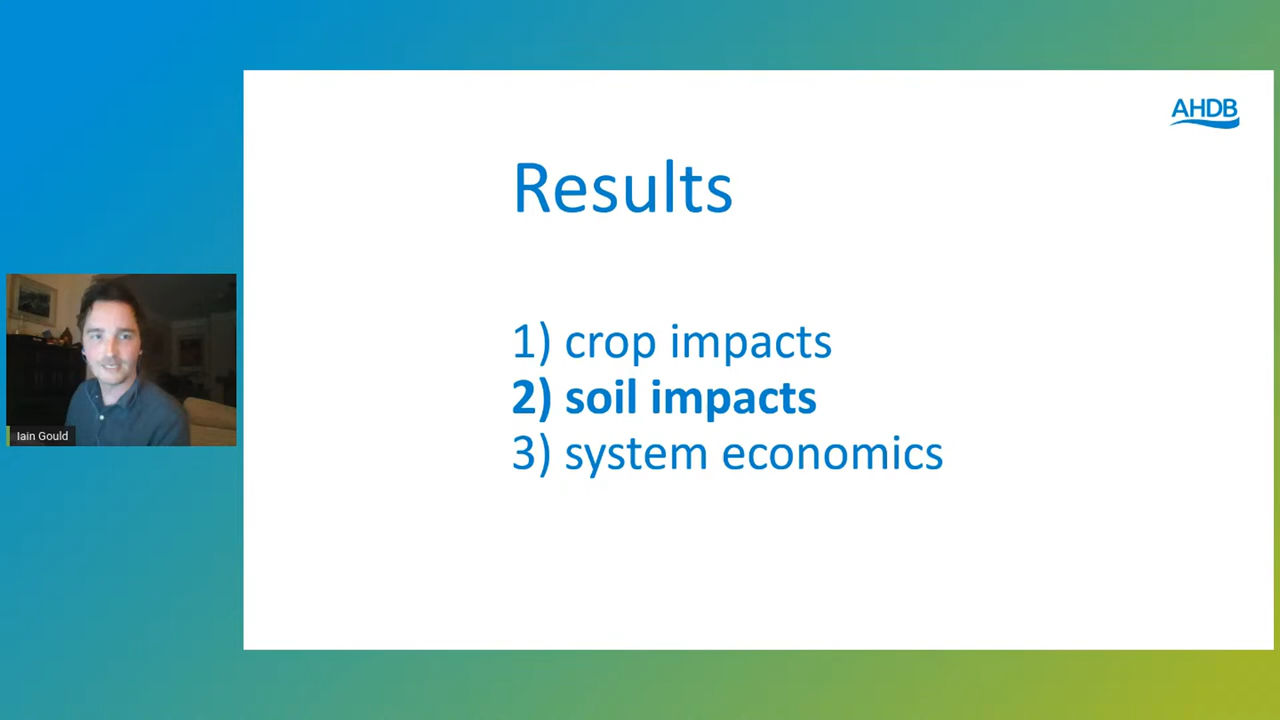 AHDB
Results
1) crop impacts
2) soil impacts
3) system economics
Iain Gould